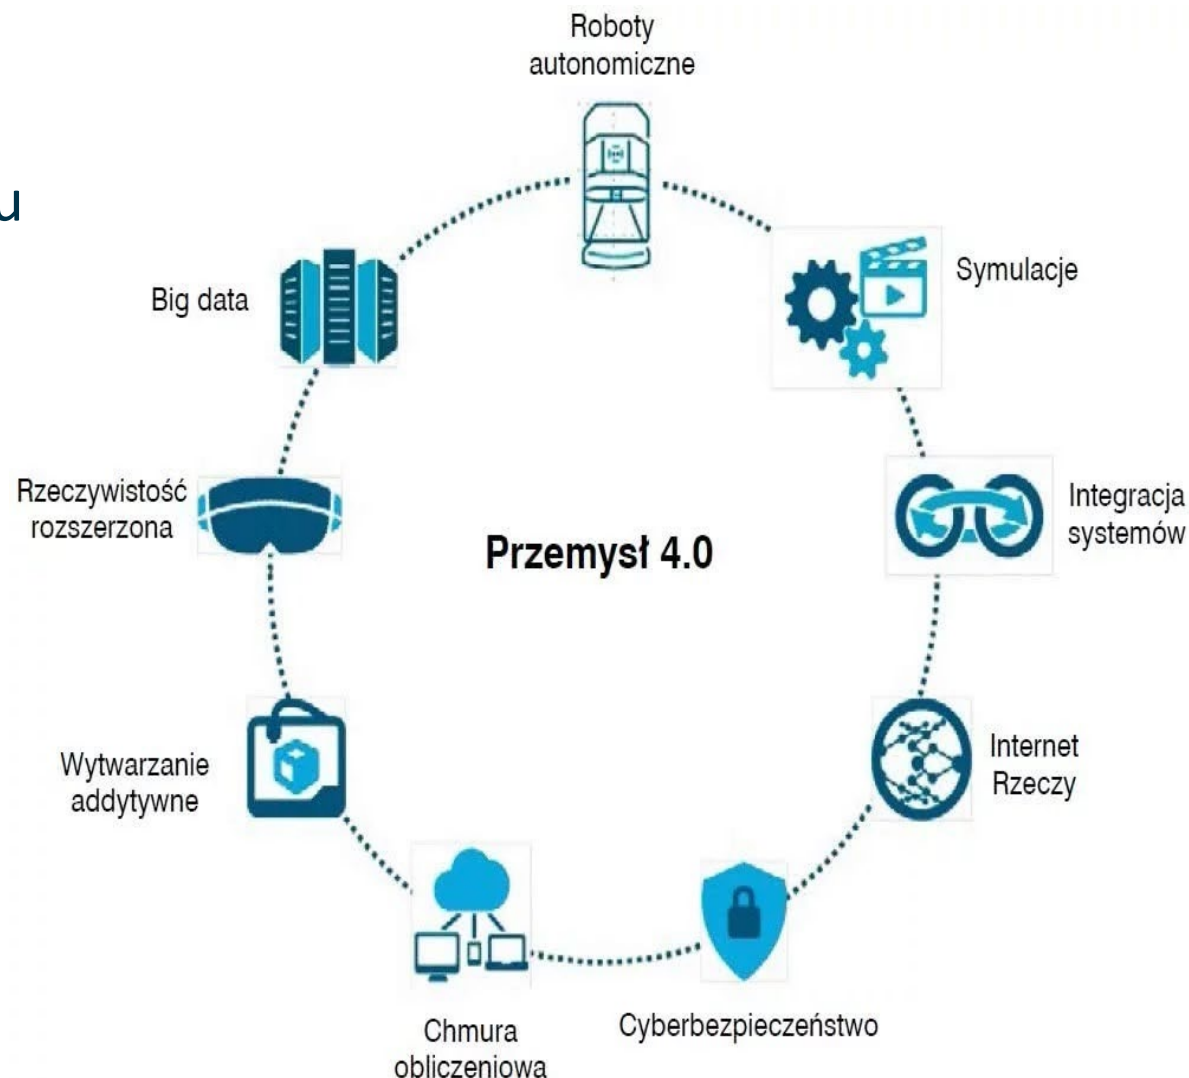 Roboty
autonomiczne
u
Symulacje
Big data
Rzeczywistość
rozszerzona
Integracja
systemów
Przemysł 4.0
Internet
Rzeczy
Wytwarzanie
addytywne
Cyberbezpieczeństwo
Chmura
obliczeniowa